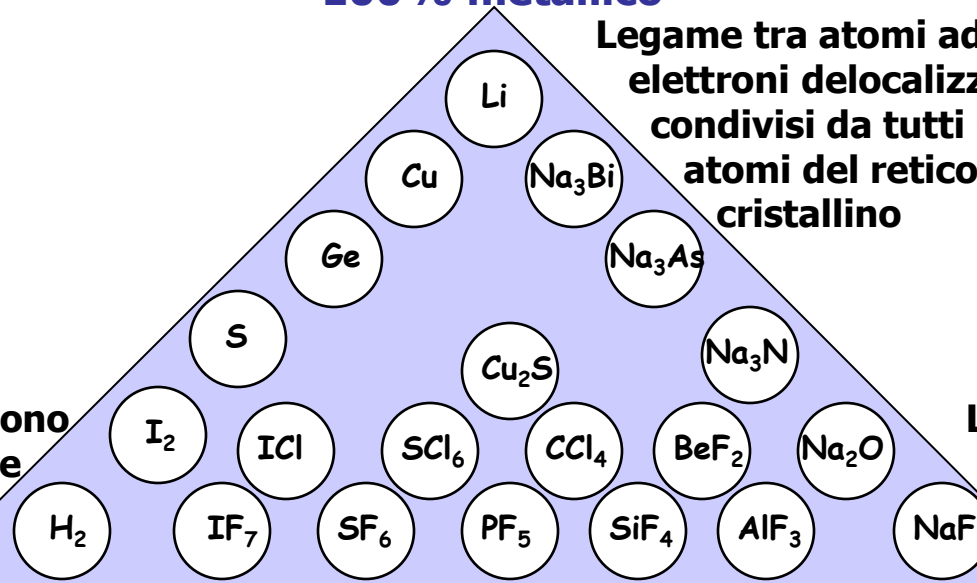 100% metallico
Legame tra atomi ad
elettroni delocalizz
condivisi da tutti
atomi del retico
cristallino
Li
Cu Na₃Bi
Ge Na₃As
S Na₃N
Cu₂S
ono
e
I₂ ICl SCl₆ CCl₄ BeF₂ Na₂O
L
H₂ IF₇ SF₆ PF₅ SiF₄ AlF₃ NaF